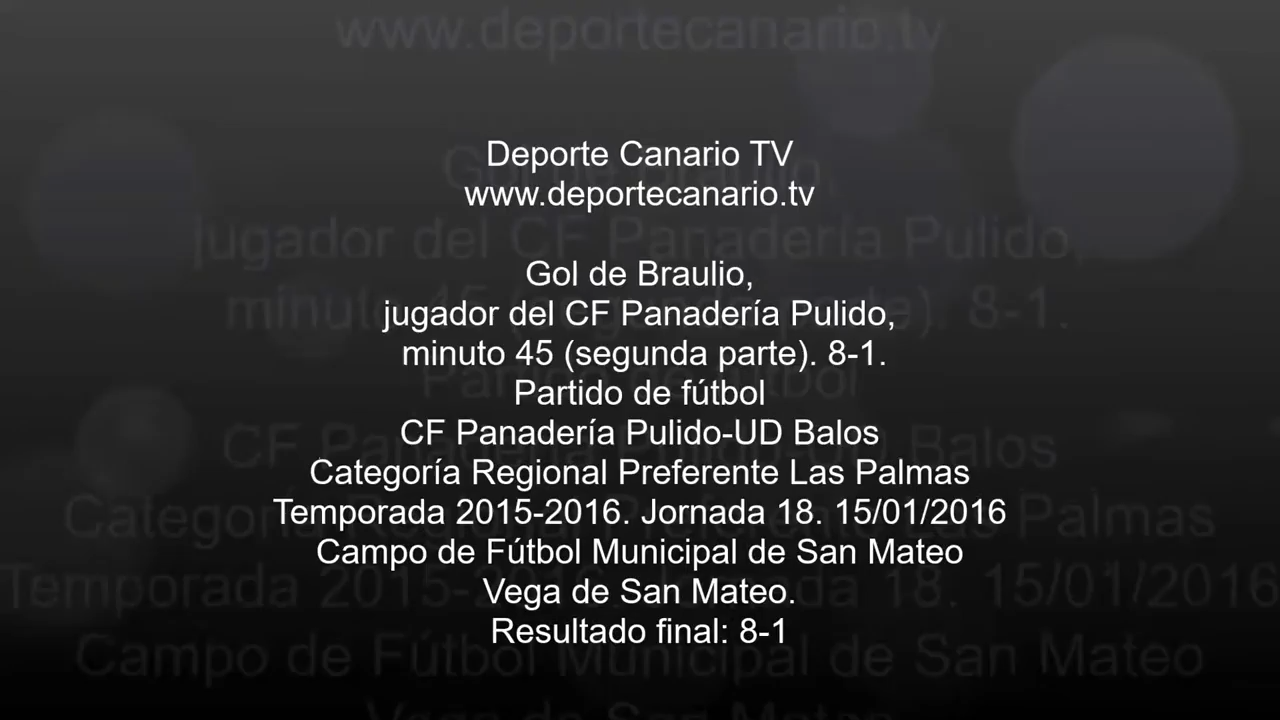 Deporte Canario TV
www.deportecanario.tv
Gol de Braulio,
jugador del CF Panadería Pulido,
minuto 45 (segunda parte). 8-1.
Partido de fútbol
CF Panadería Pulido-UD Balos
Categoría Regional Preferente Las Palmas
Temporada 2015-2016. Jornada 18. 15/01/2016
Campo de Fútbol Municipal de San Mateo
Vega de San Mateo.
Resultado final: 8-1